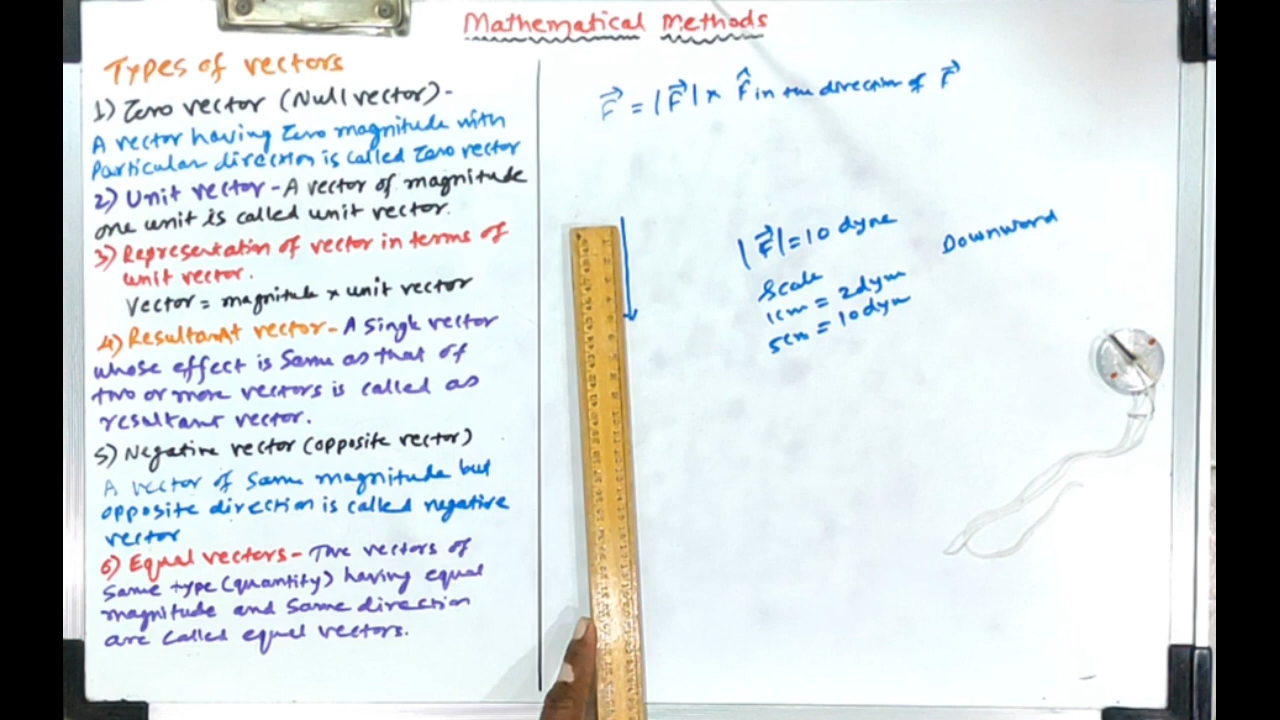 Mathematical Methods
Types of vectors
1) Zero vector (Null vector) -
A vector having Zero magnitude with
Particular direction is called Zero vector
2) Unit vector - A vector of magnitude
one unit is called unit vector.
3) Representation of vector in terms of
unit vector.
Vector = magnitude × unit vector
4) Resultant vector - A single vector
whose effect is same as that of
two or more vectors is called as
resultant vector.
5) Negative vector (opposite vector)
A vector of same magnitude but
opposite direction is called negative
vector
6) Equal vectors - The vectors of
same type (quantity) having equal
magnitude and same direction
are called equal vectors.
F⃗ = |F⃗| × F̂ in the direction of F⃗
|F⃗| = 10 dyne
Downword
Scale
1cm = 2dyn
5cm = 10dyn